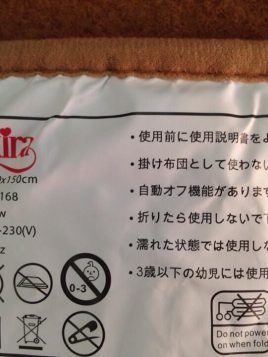 ・使用前に使用説明書をよ
・掛け布団として使わない
・自動オフ機能があります
・折りたら使用しないで下
・濡れた状態では使用しな
・3歳以下の幼児には使用
x150cm
168
w
-230(V)
z
0-3
Do not power
on when fold